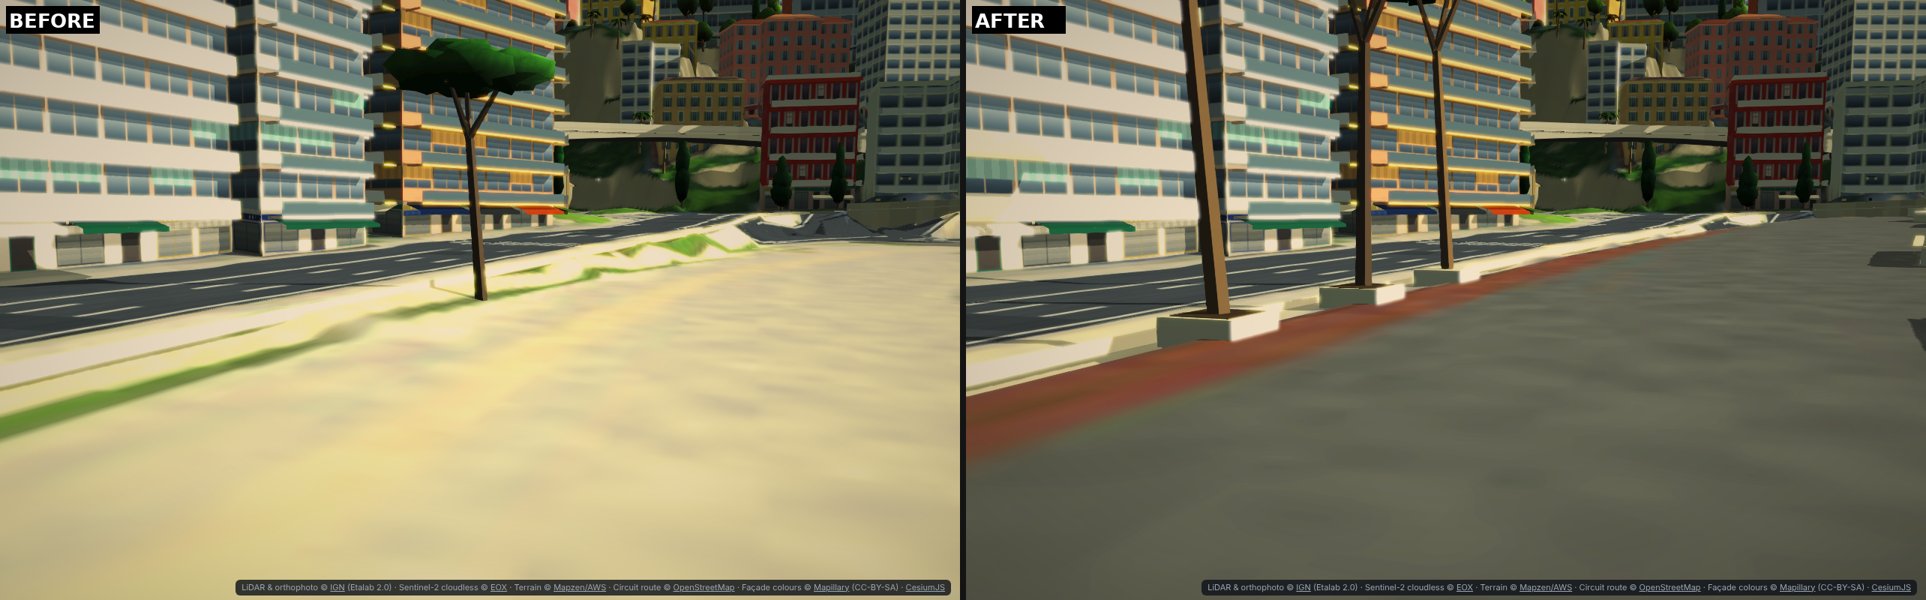 BEFORE
AFTER
LiDAR & orthophoto © IGN (Etalab 2.0) · Sentinel-2 cloudless © EOX · Terrain © Mapzen/AWS · Circuit route © OpenStreetMap · Façade colours © Mapillary (CC-BY-SA) · CesiumJS
LiDAR & orthophoto © IGN (Etalab 2.0) · Sentinel-2 cloudless © EOX · Terrain © Mapzen/AWS · Circuit route © OpenStreetMap · Façade colours © Mapillary (CC-BY-SA) · CesiumJS